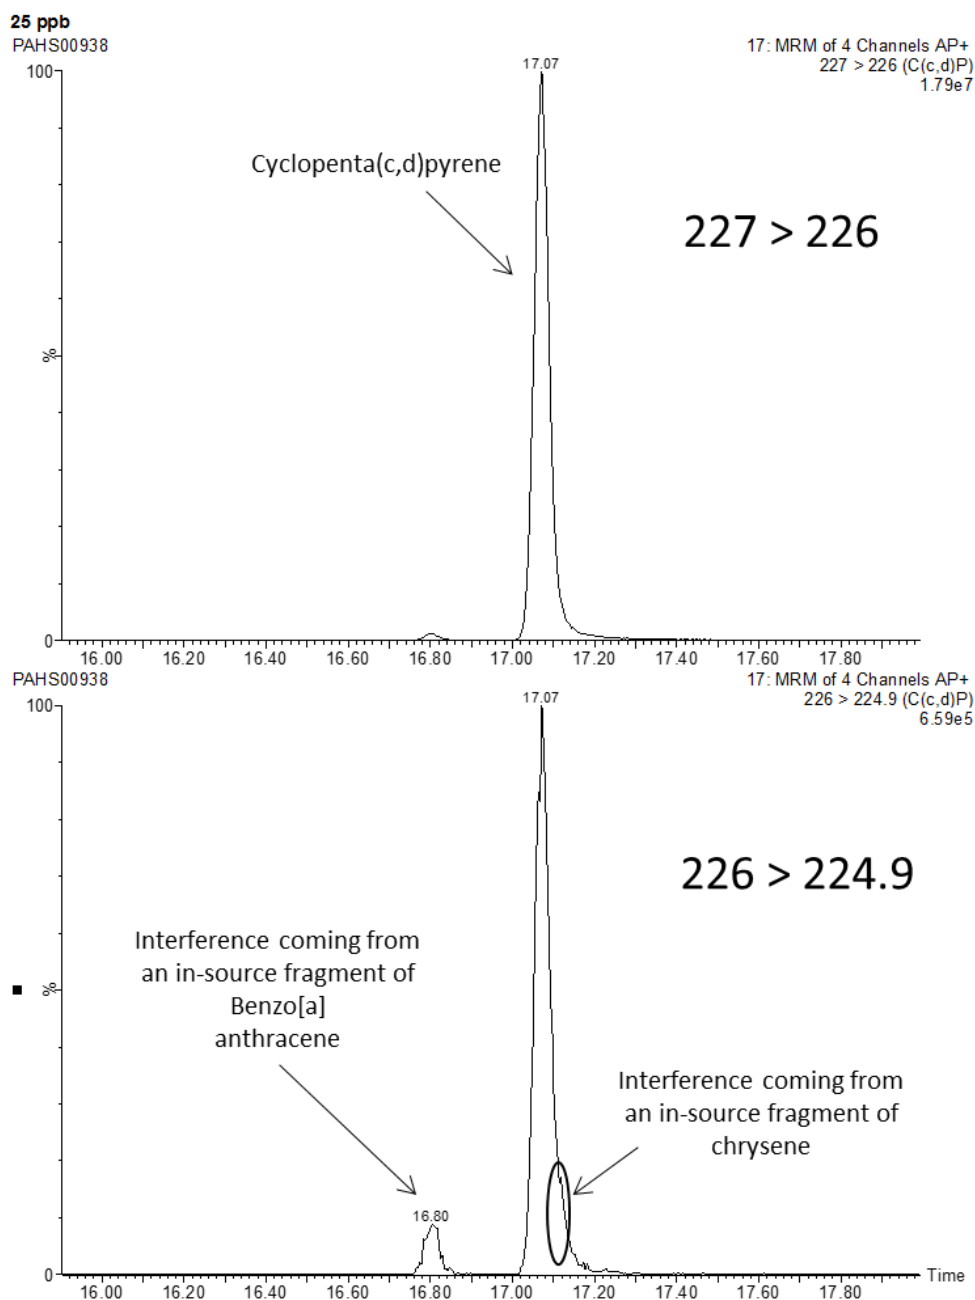 25 ppb
PAHS00938
17: MRM of 4 Channels AP+
227 > 226 (C(c,d)P)
1.79e7
17.07
100
Cyclopenta(c,d)pyrene
227 > 226
%
0
16.00 16.20 16.40 16.60 16.80 17.00 17.20 17.40 17.60 17.80
PAHS00938
17: MRM of 4 Channels AP+
226 > 224.9 (C(c,d)P)
6.59e5
17.07
100
226 > 224.9
Interference coming from
an in-source fragment of
Benzo[a]
anthracene
%
Interference coming from
an in-source fragment of
chrysene
16.80
0
Time
16.00 16.20 16.40 16.60 16.80 17.00 17.20 17.40 17.60 17.80